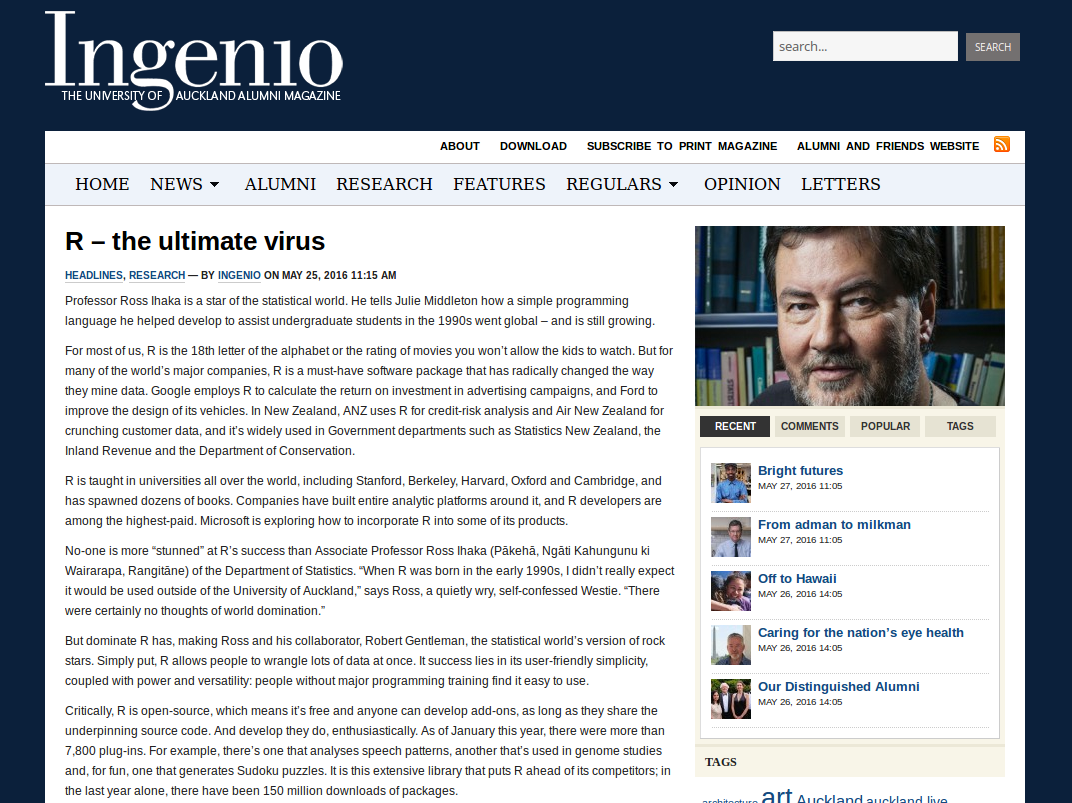 Ingenio
THE UNIVERSITY OF AUCKLAND ALUMNI MAGAZINE
search...
SEARCH
ABOUT DOWNLOAD SUBSCRIBE TO PRINT MAGAZINE ALUMNI AND FRIENDS WEBSITE
HOME NEWS ALUMNI RESEARCH FEATURES REGULARS OPINION LETTERS
R – the ultimate virus
HEADLINES, RESEARCH — BY INGENIO ON MAY 25, 2016 11:15 AM
Professor Ross Ihaka is a star of the statistical world. He tells Julie Middleton how a simple programming
language he helped develop to assist undergraduate students in the 1990s went global – and is still growing.
For most of us, R is the 18th letter of the alphabet or the rating of movies you won’t allow the kids to watch. But for
many of the world’s major companies, R is a must-have software package that has radically changed the way
they mine data. Google employs R to calculate the return on investment in advertising campaigns, and Ford to
improve the design of its vehicles. In New Zealand, ANZ uses R for credit-risk analysis and Air New Zealand for
crunching customer data, and it’s widely used in Government departments such as Statistics New Zealand, the
Inland Revenue and the Department of Conservation.
R is taught in universities all over the world, including Stanford, Berkeley, Harvard, Oxford and Cambridge, and
has spawned dozens of books. Companies have built entire analytic platforms around it, and R developers are
among the highest-paid. Microsoft is exploring how to incorporate R into some of its products.
No-one is more “stunned” at R’s success than Associate Professor Ross Ihaka (Pākehā, Ngāti Kahungunu ki
Wairarapa, Rangitāne) of the Department of Statistics. “When R was born in the early 1990s, I didn’t really expect
it would be used outside of the University of Auckland,” says Ross, a quietly wry, self-confessed Westie. “There
were certainly no thoughts of world domination.”
But dominate R has, making Ross and his collaborator, Robert Gentleman, the statistical world’s version of rock
stars. Simply put, R allows people to wrangle lots of data at once. It success lies in its user-friendly simplicity,
coupled with power and versatility: people without major programming training find it easy to use.
Critically, R is open-source, which means it’s free and anyone can develop add-ons, as long as they share the
underpinning source code. And develop they do, enthusiastically. As of January this year, there were more than
7,800 plug-ins. For example, there’s one that analyses speech patterns, another that’s used in genome studies
and, for fun, one that generates Sudoku puzzles. It is this extensive library that puts R ahead of its competitors; in
the last year alone, there have been 150 million downloads of packages.
RECENT COMMENTS POPULAR TAGS
Bright futures
MAY 27, 2016 11:05
From adman to milkman
MAY 27, 2016 11:05
Off to Hawaii
MAY 26, 2016 14:05
Caring for the nation’s eye health
MAY 26, 2016 14:05
Our Distinguished Alumni
MAY 26, 2016 14:05
TAGS
architecture art Auckland auckland live